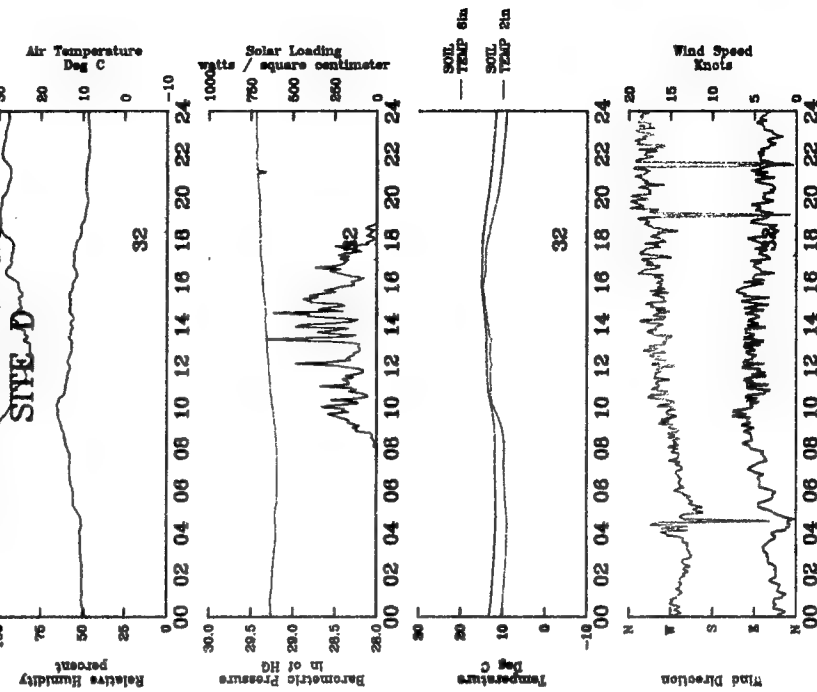 Air Temperature
Deg C
30 20 10 0 -10
SITE D
32
00 02 04 06 08 10 12 14 16 18 20 22 24
100 75 50 25 0
Relative Humidity
percent
Solar Loading
watts / square centimeter
1000 750 500 250 0
32
00 02 04 06 08 10 12 14 16 18 20 22 24
30.0 29.5 29.0 28.5 28.0
Barometric Pressure
in of HG
SOIL
TEMP 6in
SOIL
TEMP 2in
32
00 02 04 06 08 10 12 14 16 18 20 22 24
30 20 10 0 -10
Temperature
Deg C
Wind Speed
Knots
20 15 10 5 0
32
00 02 04 06 08 10 12 14 16 18 20 22 24
N W S E N
Wind Direction